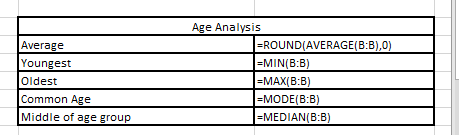 Age Analysis
Average =ROUND(AVERAGE(B:B),0)
Youngest =MIN(B:B)
Oldest =MAX(B:B)
Common Age =MODE(B:B)
Middle of age group =MEDIAN(B:B)